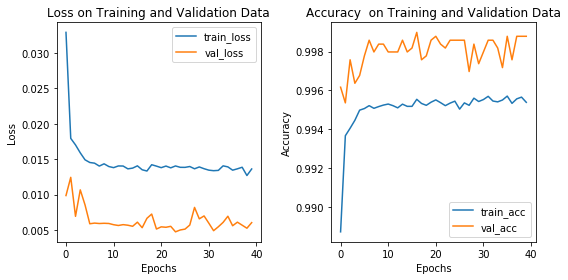 Loss on Training and Validation Data
train_loss
val_loss
0.030
0.025
0.020
0.015
0.010
0.005
Loss
0
10
20
30
40
Epochs
Accuracy  on Training and Validation Data
0.998
0.996
0.994
0.992
0.990
Accuracy
train_acc
val_acc
0
10
20
30
40
Epochs